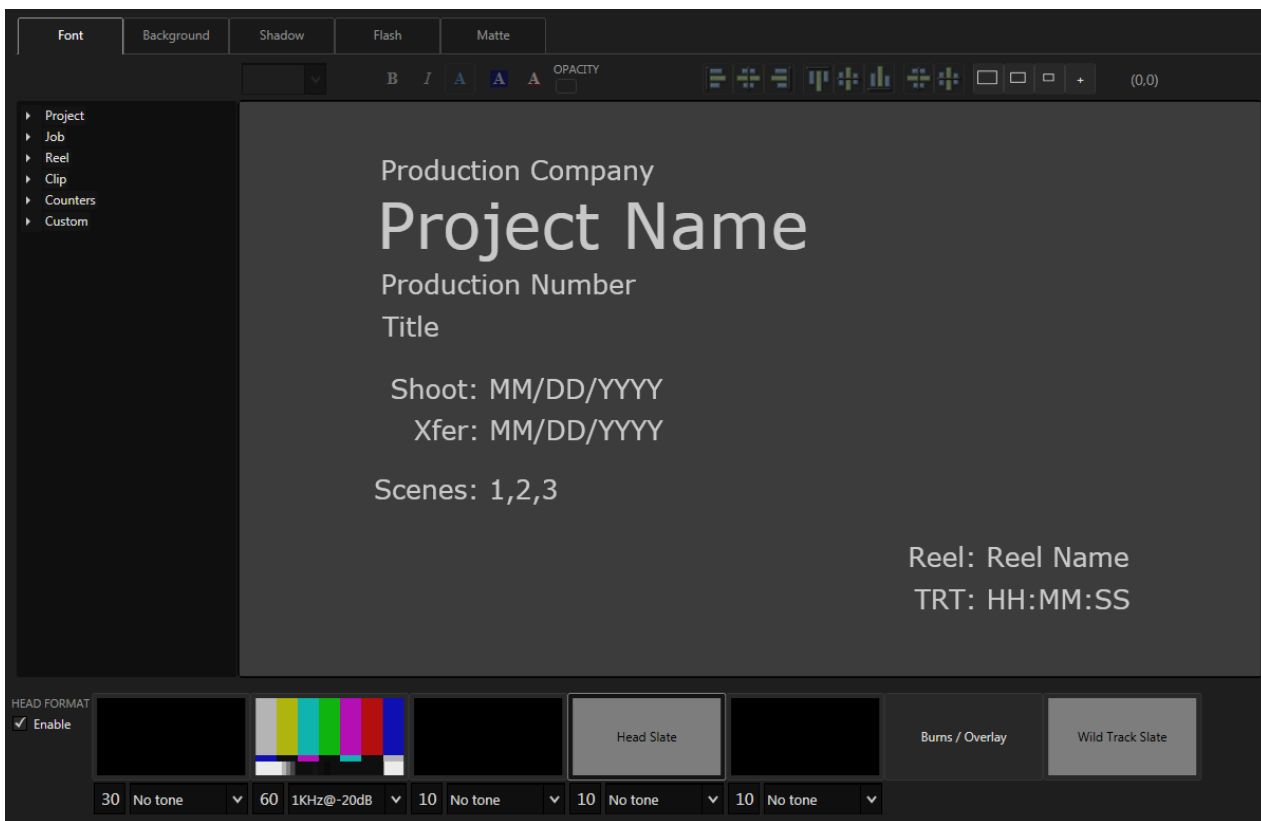 Font Background Shadow Flash Matte
B I A A A OPACITY + (0,0)
Project
Job
Reel
Clip
Counters
Custom
Production Company
Project Name
Production Number
Title
Shoot: MM/DD/YYYY
Xfer: MM/DD/YYYY
Scenes: 1,2,3
Reel: Reel Name
TRT: HH:MM:SS
HEAD FORMAT
Enable
Head Slate
Burns / Overlay
Wild Track Slate
30 No tone 60 1KHz@-20dB 10 No tone 10 No tone 10 No tone